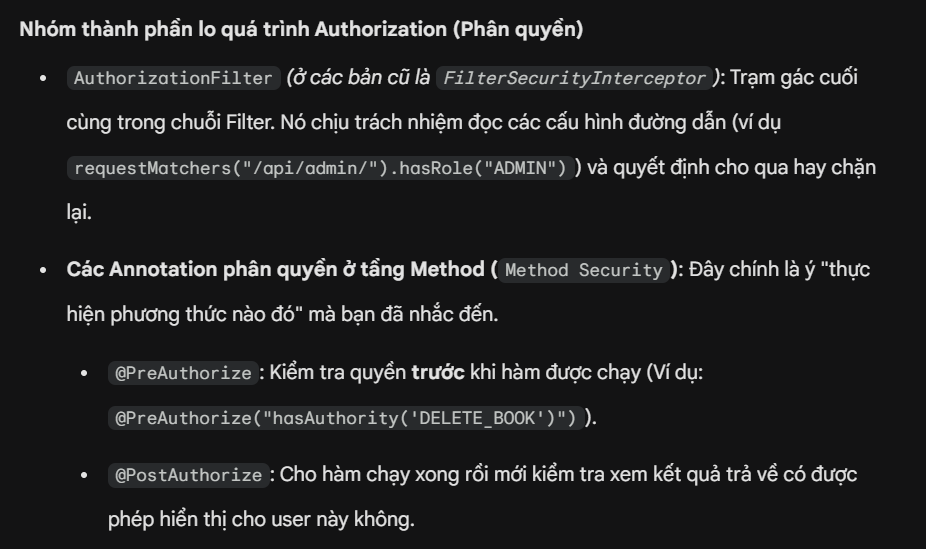 Nhóm thành phần lo quá trình Authorization (Phân quyền)
• AuthorizationFilter (ở các bản cũ là FilterSecurityInterceptor): Trạm gác cuối
cùng trong chuỗi Filter. Nó chịu trách nhiệm đọc các cấu hình đường dẫn (ví dụ
requestMatchers("/api/admin/").hasRole("ADMIN")) và quyết định cho qua hay chặn
lại.
• Các Annotation phân quyền ở tầng Method (Method Security): Đây chính là ý "thực
hiện phương thức nào đó" mà bạn đã nhắc đến.
• @PreAuthorize: Kiểm tra quyền trước khi hàm được chạy (Ví dụ:
@PreAuthorize("hasAuthority('DELETE_BOOK')")).
• @PostAuthorize: Cho hàm chạy xong rồi mới kiểm tra xem kết quả trả về có được
phép hiển thị cho user này không.